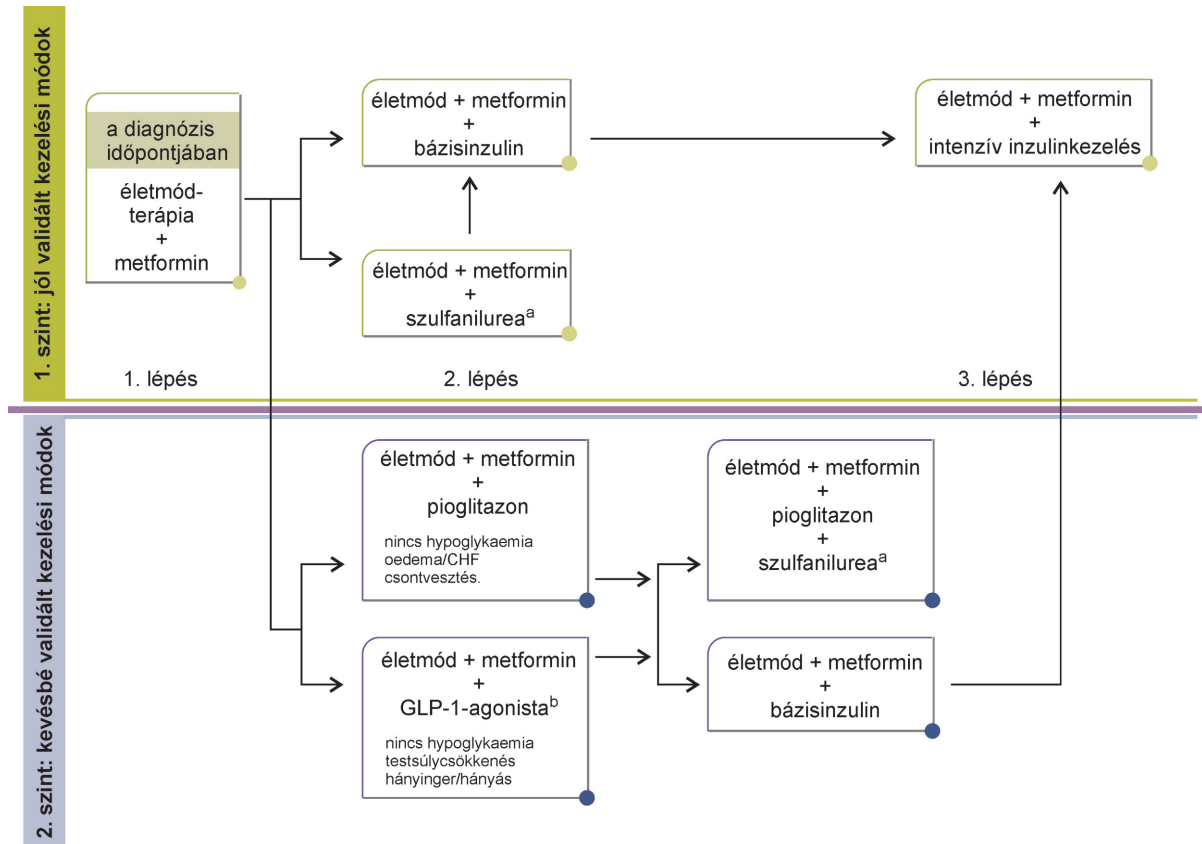 1. szint: jól validált kezelési módok
a diagnózis
időpontjában
életmód-
terápia
+
metformin
életmód + metformin
+
bázisinzulin
életmód + metformin
+
szulfanilureaᵃ
életmód + metformin
+
intenzív inzulinkezelés
1. lépés
2. lépés
3. lépés
2. szint: kevésbé validált kezelési módok
életmód + metformin
+
pioglitazon
nincs hypoglykaemia
oedema/CHF
csontvesztés.
életmód + metformin
+
GLP-1-agonistaᵇ
nincs hypoglykaemia
testsúlycsökkenés
hányinger/hányás
életmód + metformin
+
pioglitazon
+
szulfanilureaᵃ
életmód + metformin
+
bázisinzulin